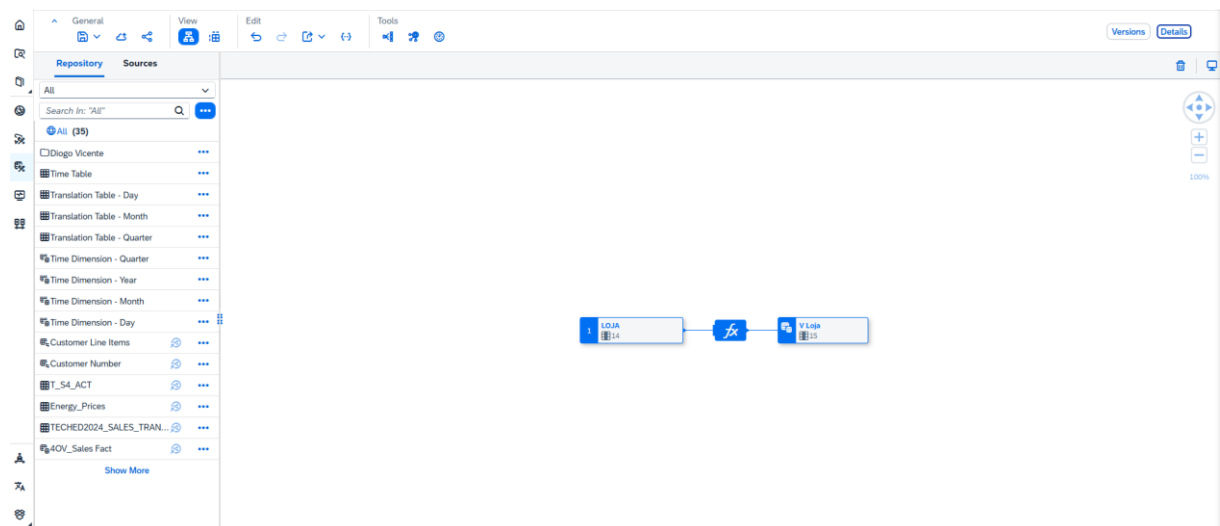 General
View
Edit
Tools
Versions
Details
Repository
Sources
All
Search In: "All"
All (35)
Diogo Vicente
Time Table
Translation Table - Day
Translation Table - Month
Translation Table - Quarter
Time Dimension - Quarter
Time Dimension - Year
Time Dimension - Month
Time Dimension - Day
Customer Line Items
Customer Number
T_S4_ACT
Energy_Prices
TECHED2024_SALES_TRAN...
4OV_Sales Fact
Show More
1
LOJA
14
fx
V Loja
15
100%